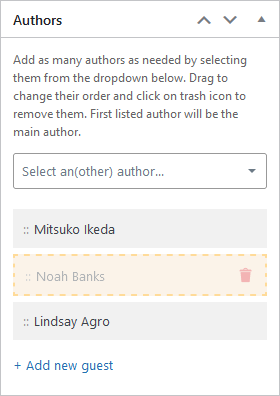 Authors
Add as many authors as needed by selecting
them from the dropdown below. Drag to
change their order and click on trash icon to
remove them. First listed author will be the
main author.
Select an(other) author...
:: Mitsuko Ikeda
:: Noah Banks
:: Lindsay Agro
+ Add new guest